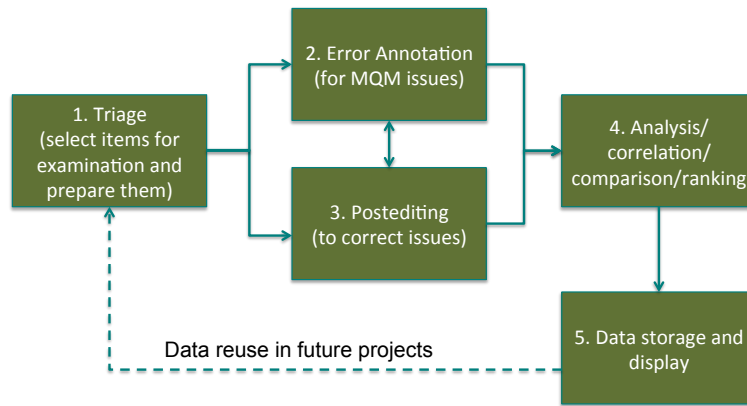 1. Triage
(select items for
examination and
prepare them)
2. Error Annotation
(for MQM issues)
3. Postediting
(to correct issues)
4. Analysis/
correlation/
comparison/ranking
5. Data storage and
display
Data reuse in future projects